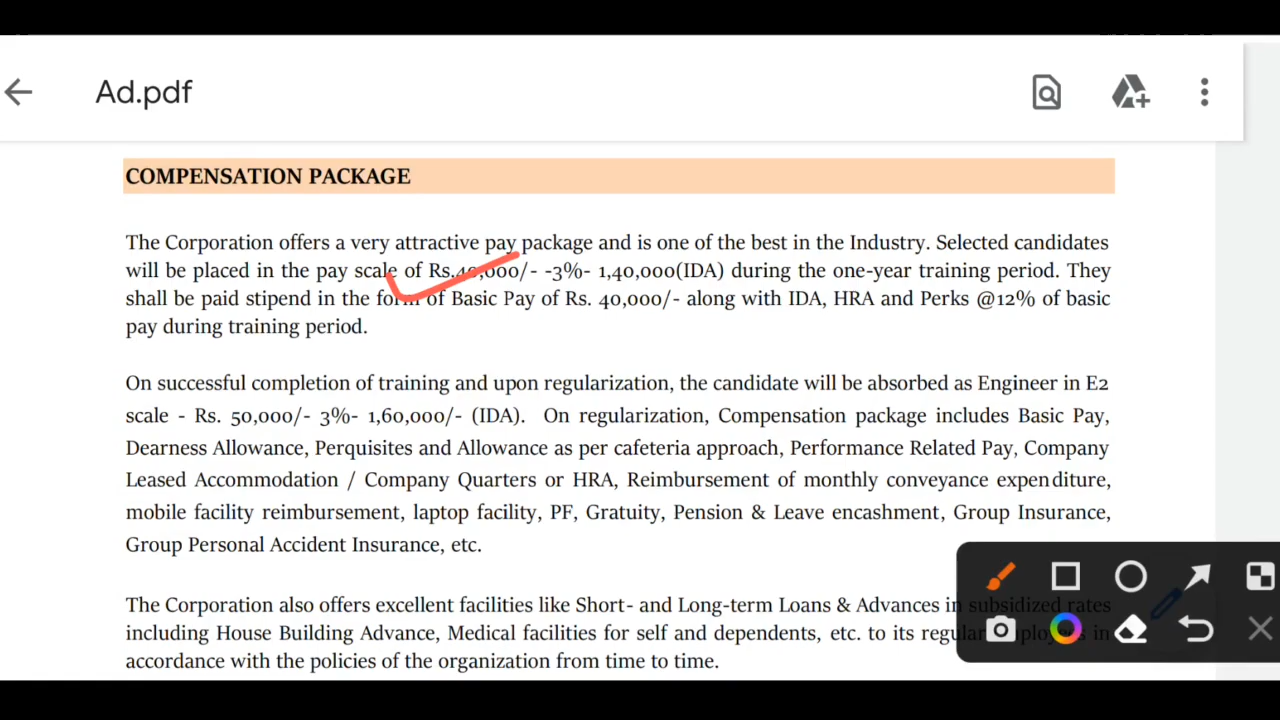 Ad.pdf
COMPENSATION PACKAGE
The Corporation offers a very attractive pay package and is one of the best in the Industry. Selected candidates
will be placed in the pay scale of Rs.40,000/- -3%- 1,40,000(IDA) during the one-year training period. They
shall be paid stipend in the form of Basic Pay of Rs. 40,000/- along with IDA, HRA and Perks @12% of basic
pay during training period.
On successful completion of training and upon regularization, the candidate will be absorbed as Engineer in E2
scale - Rs. 50,000/- 3%- 1,60,000/- (IDA). On regularization, Compensation package includes Basic Pay,
Dearness Allowance, Perquisites and Allowance as per cafeteria approach, Performance Related Pay, Company
Leased Accommodation / Company Quarters or HRA, Reimbursement of monthly conveyance expenditure,
mobile facility reimbursement, laptop facility, PF, Gratuity, Pension & Leave encashment, Group Insurance,
Group Personal Accident Insurance, etc.
The Corporation also offers excellent facilities like Short- and Long-term Loans & Advances in subsidized rates
including House Building Advance, Medical facilities for self and dependents, etc. to its regular employees in
accordance with the policies of the organization from time to time.